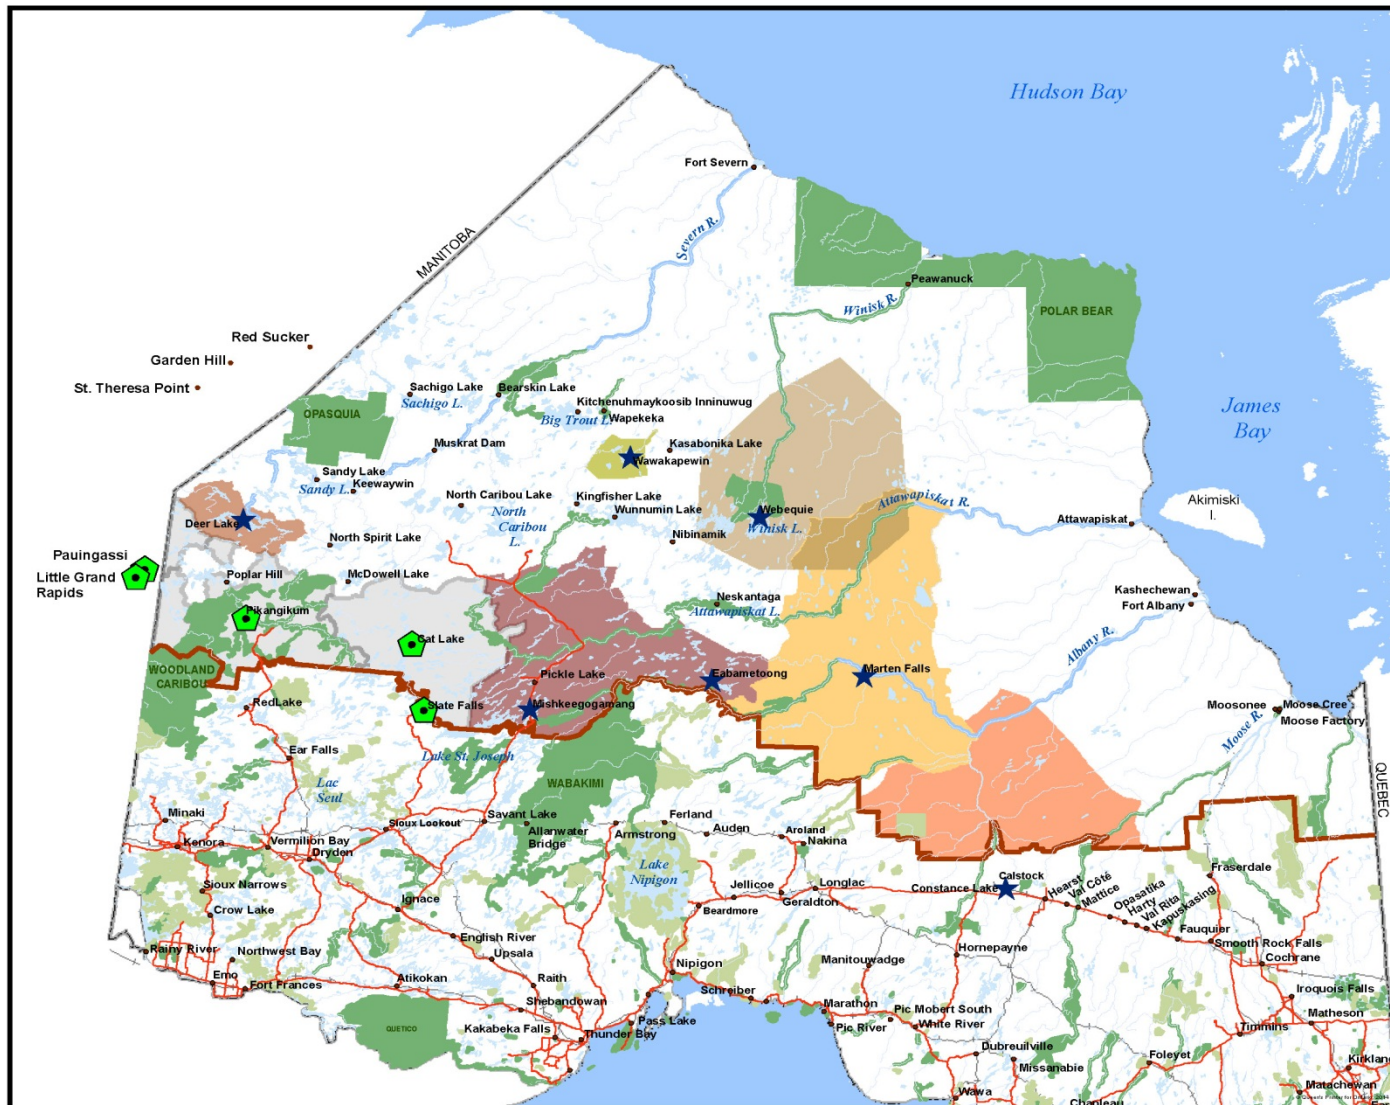 Hudson Bay
Fort Severn
Severn R.
MANITOBA
Peawanuck
Winisk R.
POLAR BEAR
Red Sucker
Garden Hill
St. Theresa Point
Sachigo Lake
Sachigo L.
Bearskin Lake
Kitchenuhmaykoosib Inninuwug
Big Trout L.
Wapekeka
OPASQUIA
James
Bay
Muskrat Dam
Kasabonika Lake
Wawakapewin
Sandy Lake
Sandy L.
Keewaywin
North Caribou Lake
North
Caribou
L.
Kingfisher Lake
Wunnumin Lake
Webequie
Winisk L.
Attawapiskat R.
Akimiski
I.
Attawapiskat
Deer Lake
North Spirit Lake
Nibinamik
Pauingassi
Little Grand
Rapids
Poplar Hill
McDowell Lake
Neskantaga
Attawapiskat L.
Kashechewan
Fort Albany
Albany R.
Pikangikum
Cat Lake
WOODLAND
CARIBOU
Pickle Lake
Eabametoong
Marten Falls
RedLake
Slate Falls
Mishkeegogamang
Moosonee
Moose Cree
Moose Factory
Moose R.
Ear Falls
Lake St. Joseph
Lac
Seul
WABAKIMI
QUEBEC
Minaki
Kenora
Vermilion Bay
Dryden
Sioux Lookout
Savant Lake
Allanwater
Bridge
Armstrong
Ferland
Auden
Aroland
Nakina
Lake
Nipigon
Sioux Narrows
Crow Lake
Ignace
Jellicoe
Beardmore
Geraldton
Longlac
Constance Lake
Calstock
Hearst
Val Côté
Mattice
Opasatika
Harty
Val Rita
Kapuskasing
Fraserdale
Fauquier
Smooth Rock Falls
Cochrane
Rainy River
Northwest Bay
English River
Upsala
Hornepayne
Manitouwadge
Emo
Fort Frances
Atikokan
Raith
Nipigon
Schreiber
Shebandowan
Iroquois Falls
Matheson
QUETICO
Kakabeka Falls
Thunder Bay
Pass Lake
Marathon
Pic River
Pic Mobert South
White River
Timmins
Dubreuilville
Missanabie
Foleyet
Kirkland
Wawa
Chapleau
Matachewan